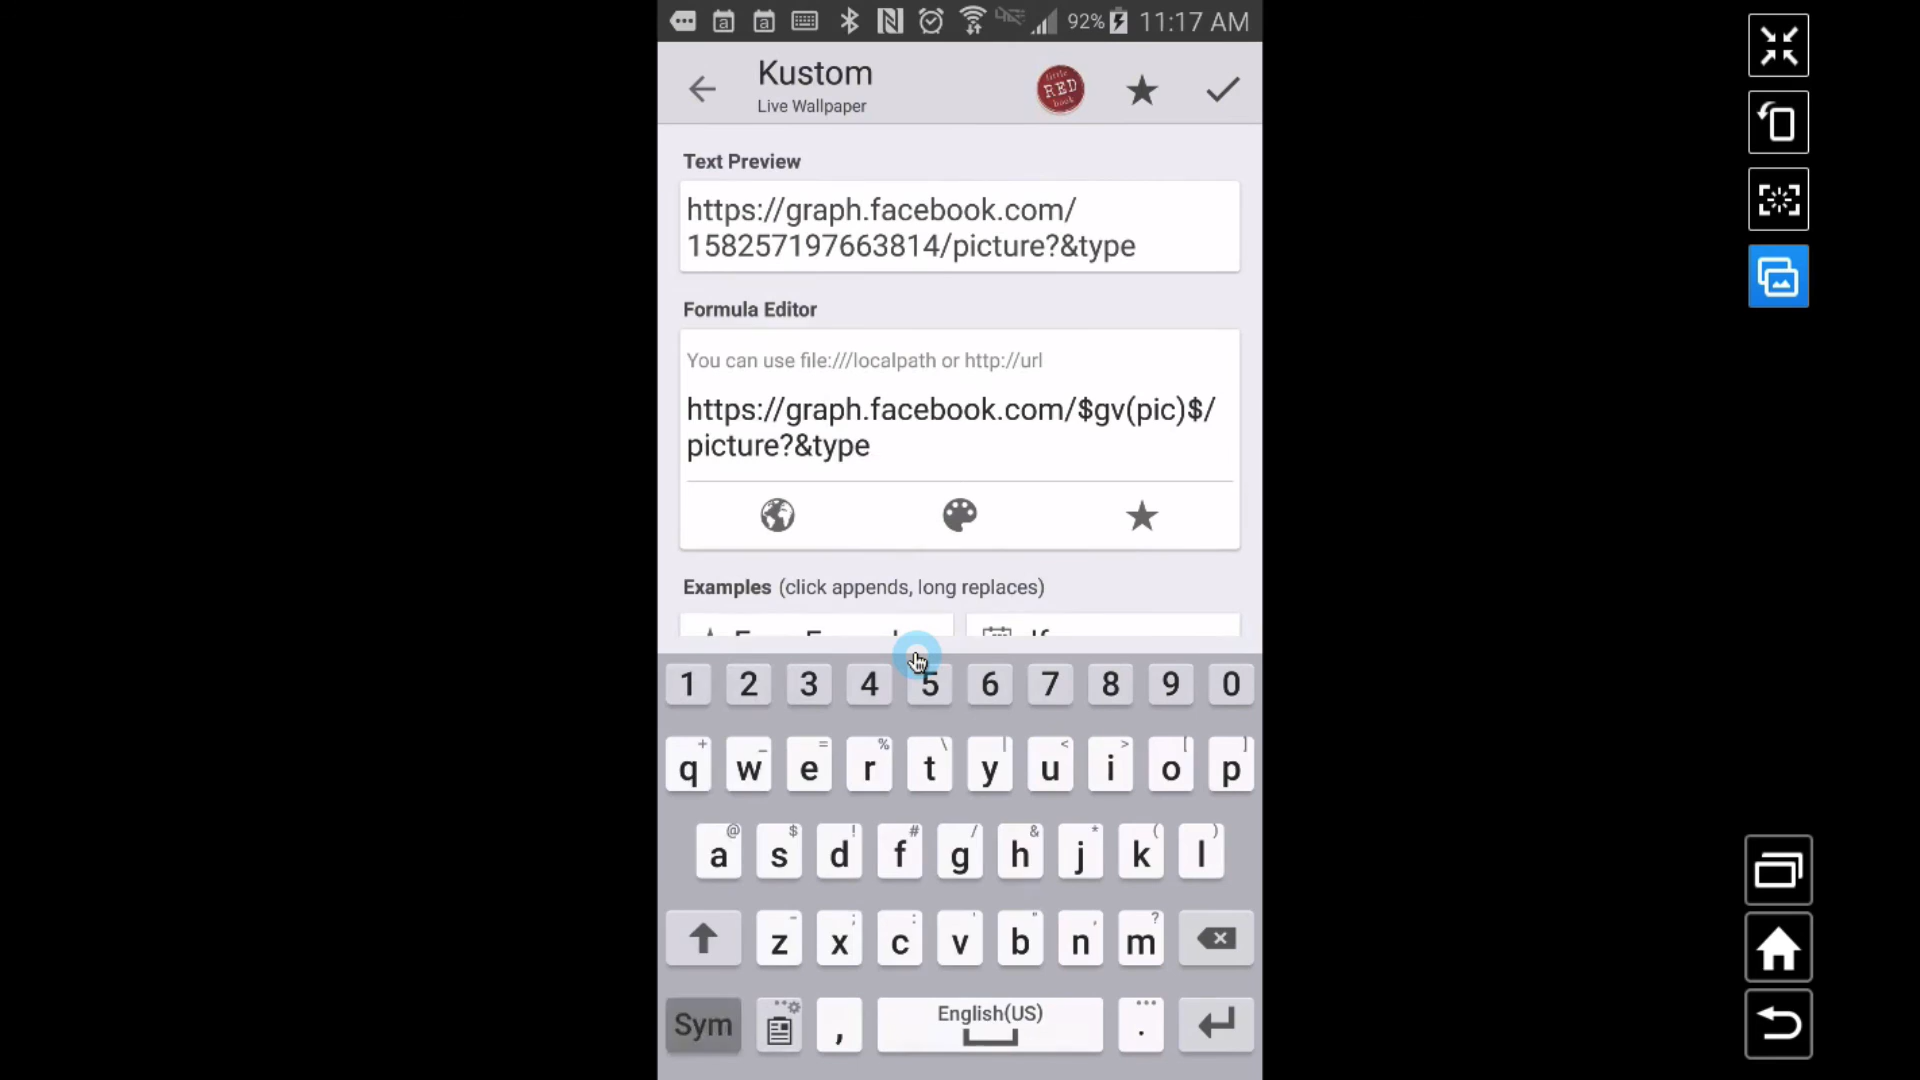 92% 11:17 AM
Kustom
Live Wallpaper
little
RED
book
Text Preview
https://graph.facebook.com/
158257197663814/picture?&type
Formula Editor
You can use file:///localpath or http://url
https://graph.facebook.com/$gv(pic)$/
picture?&type
Examples (click appends, long replaces)
1 2 3 4 5 6 7 8 9 0
+ _ = % \ | < > [ ]
q w e r t y u i o p
@ $ ! # / & * ( )
a s d f g h j k l
- ; : ' " , ?
z x c v b n m
Sym , English(US) .